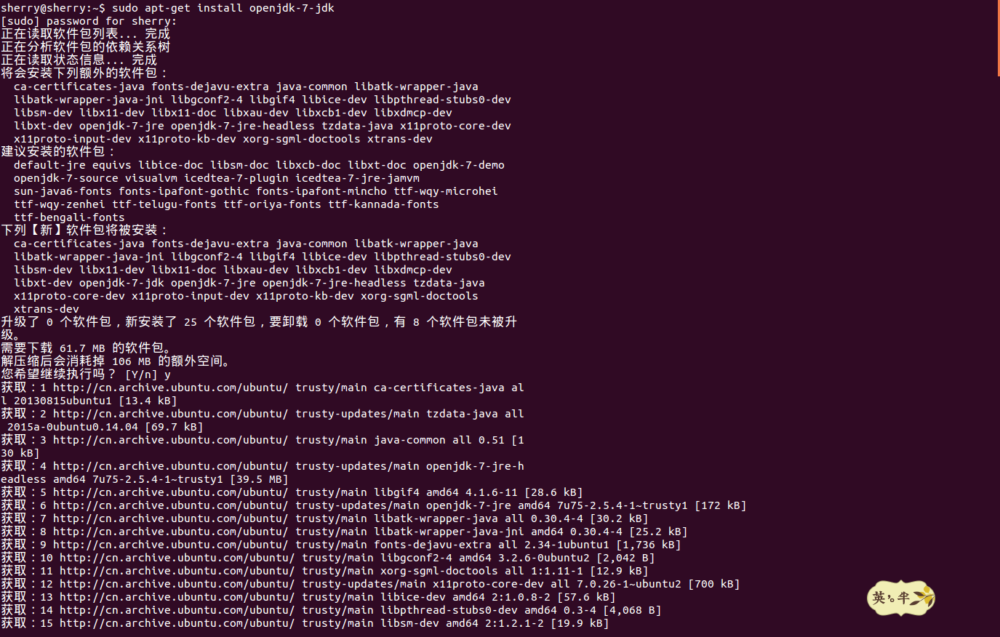 sherry@sherry:~$ sudo apt-get install openjdk-7-jdk
[sudo] password for sherry:
正在读取软件包列表... 完成
正在分析软件包的依赖关系树
正在读取状态信息... 完成
将会安装下列额外的软件包：
  ca-certificates-java fonts-dejavu-extra java-common libatk-wrapper-java
  libatk-wrapper-java-jni libgconf2-4 libgif4 libice-dev libpthread-stubs0-dev
  libsm-dev libx11-dev libx11-doc libxau-dev libxcb1-dev libxdmcp-dev
  libxt-dev openjdk-7-jre openjdk-7-jre-headless tzdata-java x11proto-core-dev
  x11proto-input-dev x11proto-kb-dev xorg-sgml-doctools xtrans-dev
建议安装的软件包：
  default-jre equivs libice-doc libsm-doc libxcb-doc libxt-doc openjdk-7-demo
  openjdk-7-source visualvm icedtea-7-plugin icedtea-7-jre-jamvm
  sun-java6-fonts fonts-ipafont-gothic fonts-ipafont-mincho ttf-wqy-microhei
  ttf-wqy-zenhei ttf-telugu-fonts ttf-oriya-fonts ttf-kannada-fonts
  ttf-bengali-fonts
下列【新】软件包将被安装：
  ca-certificates-java fonts-dejavu-extra java-common libatk-wrapper-java
  libatk-wrapper-java-jni libgconf2-4 libgif4 libice-dev libpthread-stubs0-dev
  libsm-dev libx11-dev libx11-doc libxau-dev libxcb1-dev libxdmcp-dev
  libxt-dev openjdk-7-jdk openjdk-7-jre openjdk-7-jre-headless tzdata-java
  x11proto-core-dev x11proto-input-dev x11proto-kb-dev xorg-sgml-doctools
  xtrans-dev
升级了 0 个软件包，新安装了 25 个软件包，要卸载 0 个软件包，有 8 个软件包未被升
级。
需要下载 61.7 MB 的软件包。
解压缩后会消耗掉 106 MB 的额外空间。
您希望继续执行吗？ [Y/n] y
获取：1 http://cn.archive.ubuntu.com/ubuntu/ trusty/main ca-certificates-java al
l 20130815ubuntu1 [13.4 kB]
获取：2 http://cn.archive.ubuntu.com/ubuntu/ trusty-updates/main tzdata-java all
 2015a-0ubuntu0.14.04 [69.7 kB]
获取：3 http://cn.archive.ubuntu.com/ubuntu/ trusty/main java-common all 0.51 [1
30 kB]
获取：4 http://cn.archive.ubuntu.com/ubuntu/ trusty-updates/main openjdk-7-jre-h
eadless amd64 7u75-2.5.4-1~trusty1 [39.5 MB]
获取：5 http://cn.archive.ubuntu.com/ubuntu/ trusty/main libgif4 amd64 4.1.6-11 [28.6 kB]
获取：6 http://cn.archive.ubuntu.com/ubuntu/ trusty-updates/main openjdk-7-jre amd64 7u75-2.5.4-1~trusty1 [172 kB]
获取：7 http://cn.archive.ubuntu.com/ubuntu/ trusty/main libatk-wrapper-java all 0.30.4-4 [30.2 kB]
获取：8 http://cn.archive.ubuntu.com/ubuntu/ trusty/main libatk-wrapper-java-jni amd64 0.30.4-4 [25.2 kB]
获取：9 http://cn.archive.ubuntu.com/ubuntu/ trusty/main fonts-dejavu-extra all 2.34-1ubuntu1 [1,736 kB]
获取：10 http://cn.archive.ubuntu.com/ubuntu/ trusty/main libgconf2-4 amd64 3.2.6-0ubuntu2 [2,042 B]
获取：11 http://cn.archive.ubuntu.com/ubuntu/ trusty/main xorg-sgml-doctools all 1:1.11-1 [12.9 kB]
获取：12 http://cn.archive.ubuntu.com/ubuntu/ trusty-updates/main x11proto-core-dev all 7.0.26-1~ubuntu2 [700 kB]
获取：13 http://cn.archive.ubuntu.com/ubuntu/ trusty/main libice-dev amd64 2:1.0.8-2 [57.6 kB]
获取：14 http://cn.archive.ubuntu.com/ubuntu/ trusty/main libpthread-stubs0-dev amd64 0.3-4 [4,068 B]
获取：15 http://cn.archive.ubuntu.com/ubuntu/ trusty/main libsm-dev amd64 2:1.2.1-2 [19.9 kB]
英 半